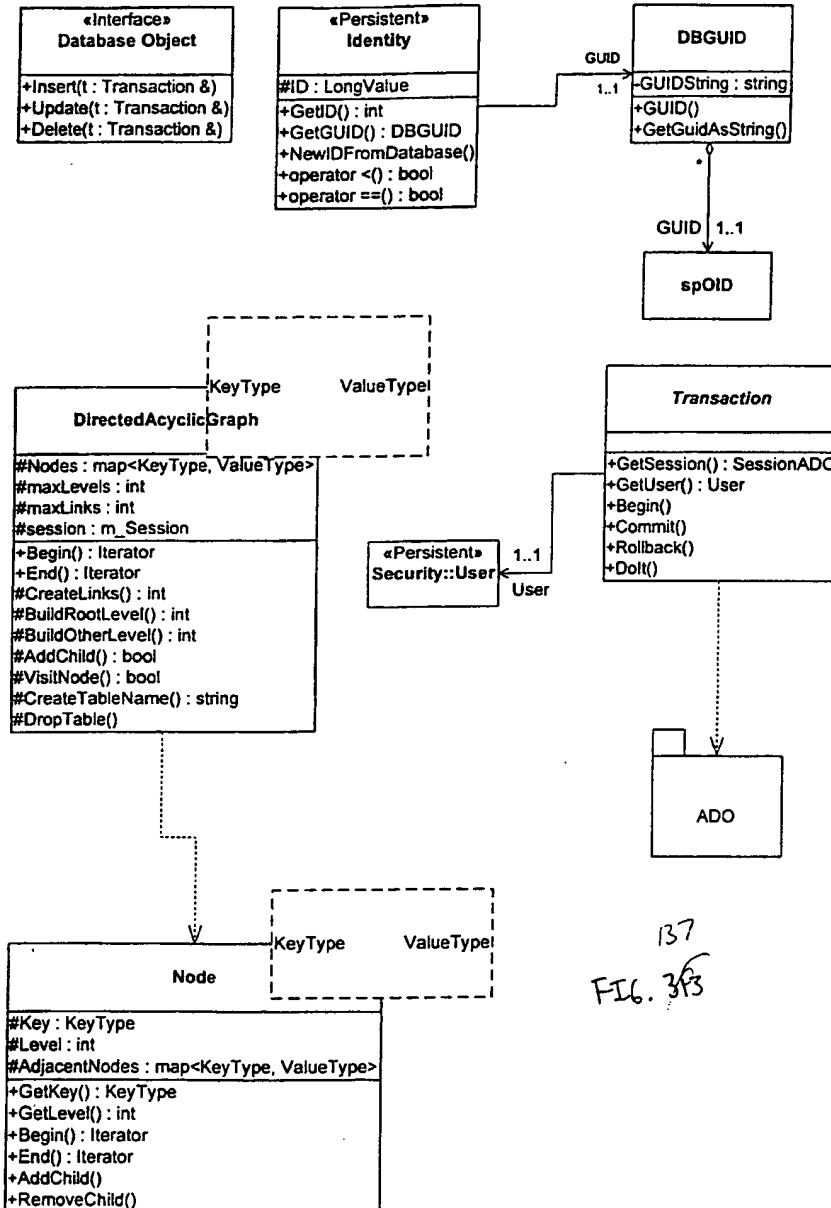 «Interface»
Database Object
+Insert(t : Transaction &)
+Update(t : Transaction &)
+Delete(t : Transaction &)
«Persistent»
Identity
#ID : LongValue
+GetID() : int
+GetGUID() : DBGUID
+NewIDFromDatabase()
+operator <() : bool
+operator ==() : bool
GUID
1..1
DBGUID
-GUIDString : string
+GUID()
+GetGuidAsString()
*
GUID 1..1
spOID
KeyType ValueType
DirectedAcyclicGraph
#Nodes : map<KeyType, ValueType>
#maxLevels : int
#maxLinks : int
#session : m_Session
+Begin() : Iterator
+End() : Iterator
#CreateLinks() : int
#BuildRootLevel() : int
#BuildOtherLevel() : int
#AddChild() : bool
#VisitNode() : bool
#CreateTableName() : string
#DropTable()
Transaction
+GetSession() : SessionADO
+GetUser() : User
+Begin()
+Commit()
+Rollback()
+DoIt()
«Persistent»
Security::User
1..1
User
ADO
KeyType ValueType
Node
#Key : KeyType
#Level : int
#AdjacentNodes : map<KeyType, ValueType>
+GetKey() : KeyType
+GetLevel() : int
+Begin() : Iterator
+End() : Iterator
+AddChild()
+RemoveChild()
137
FIG.